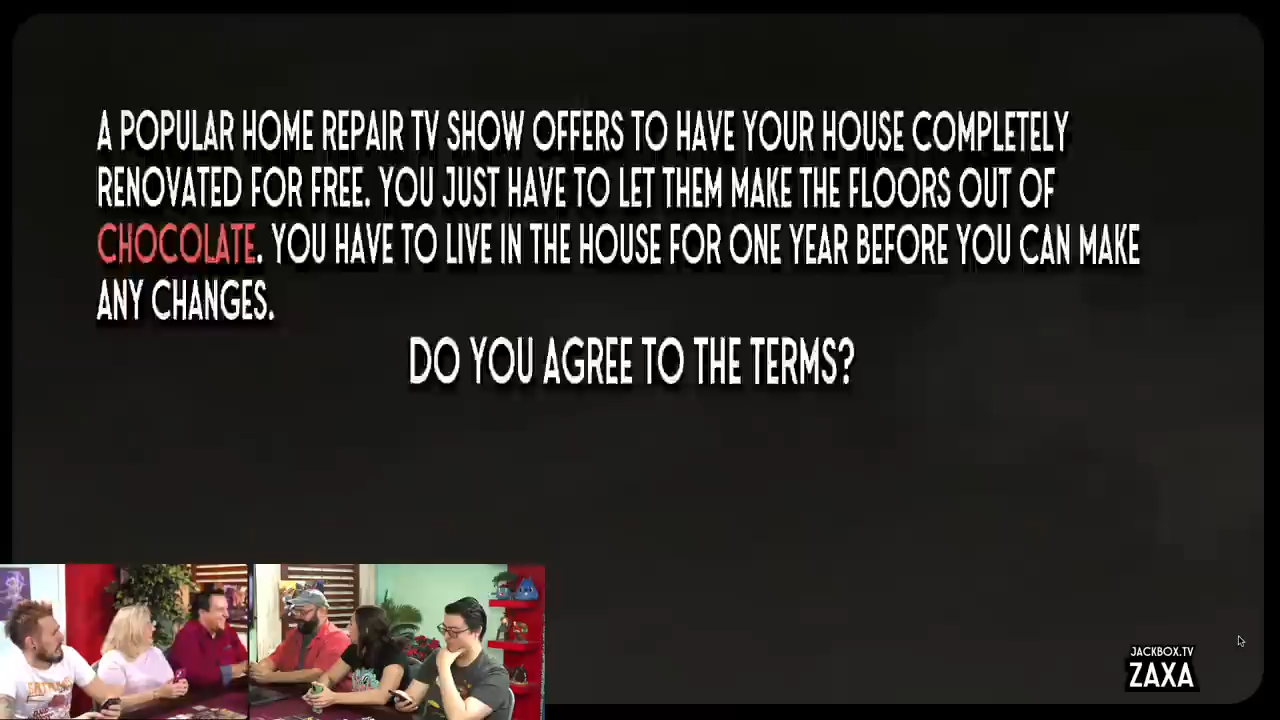 A POPULAR HOME REPAIR TV SHOW OFFERS TO HAVE YOUR HOUSE COMPLETELY
RENOVATED FOR FREE. YOU JUST HAVE TO LET THEM MAKE THE FLOORS OUT OF
CHOCOLATE. YOU HAVE TO LIVE IN THE HOUSE FOR ONE YEAR BEFORE YOU CAN MAKE
ANY CHANGES.
DO YOU AGREE TO THE TERMS?
JACKBOX.TV
ZAXA